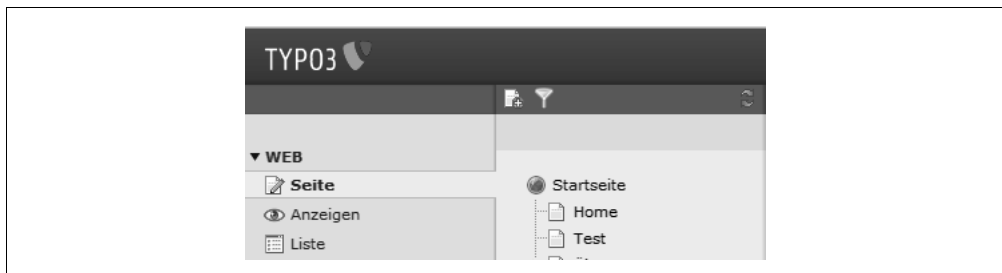 TYPO3
WEB
Seite
Anzeigen
Liste
Startseite
Home
Test